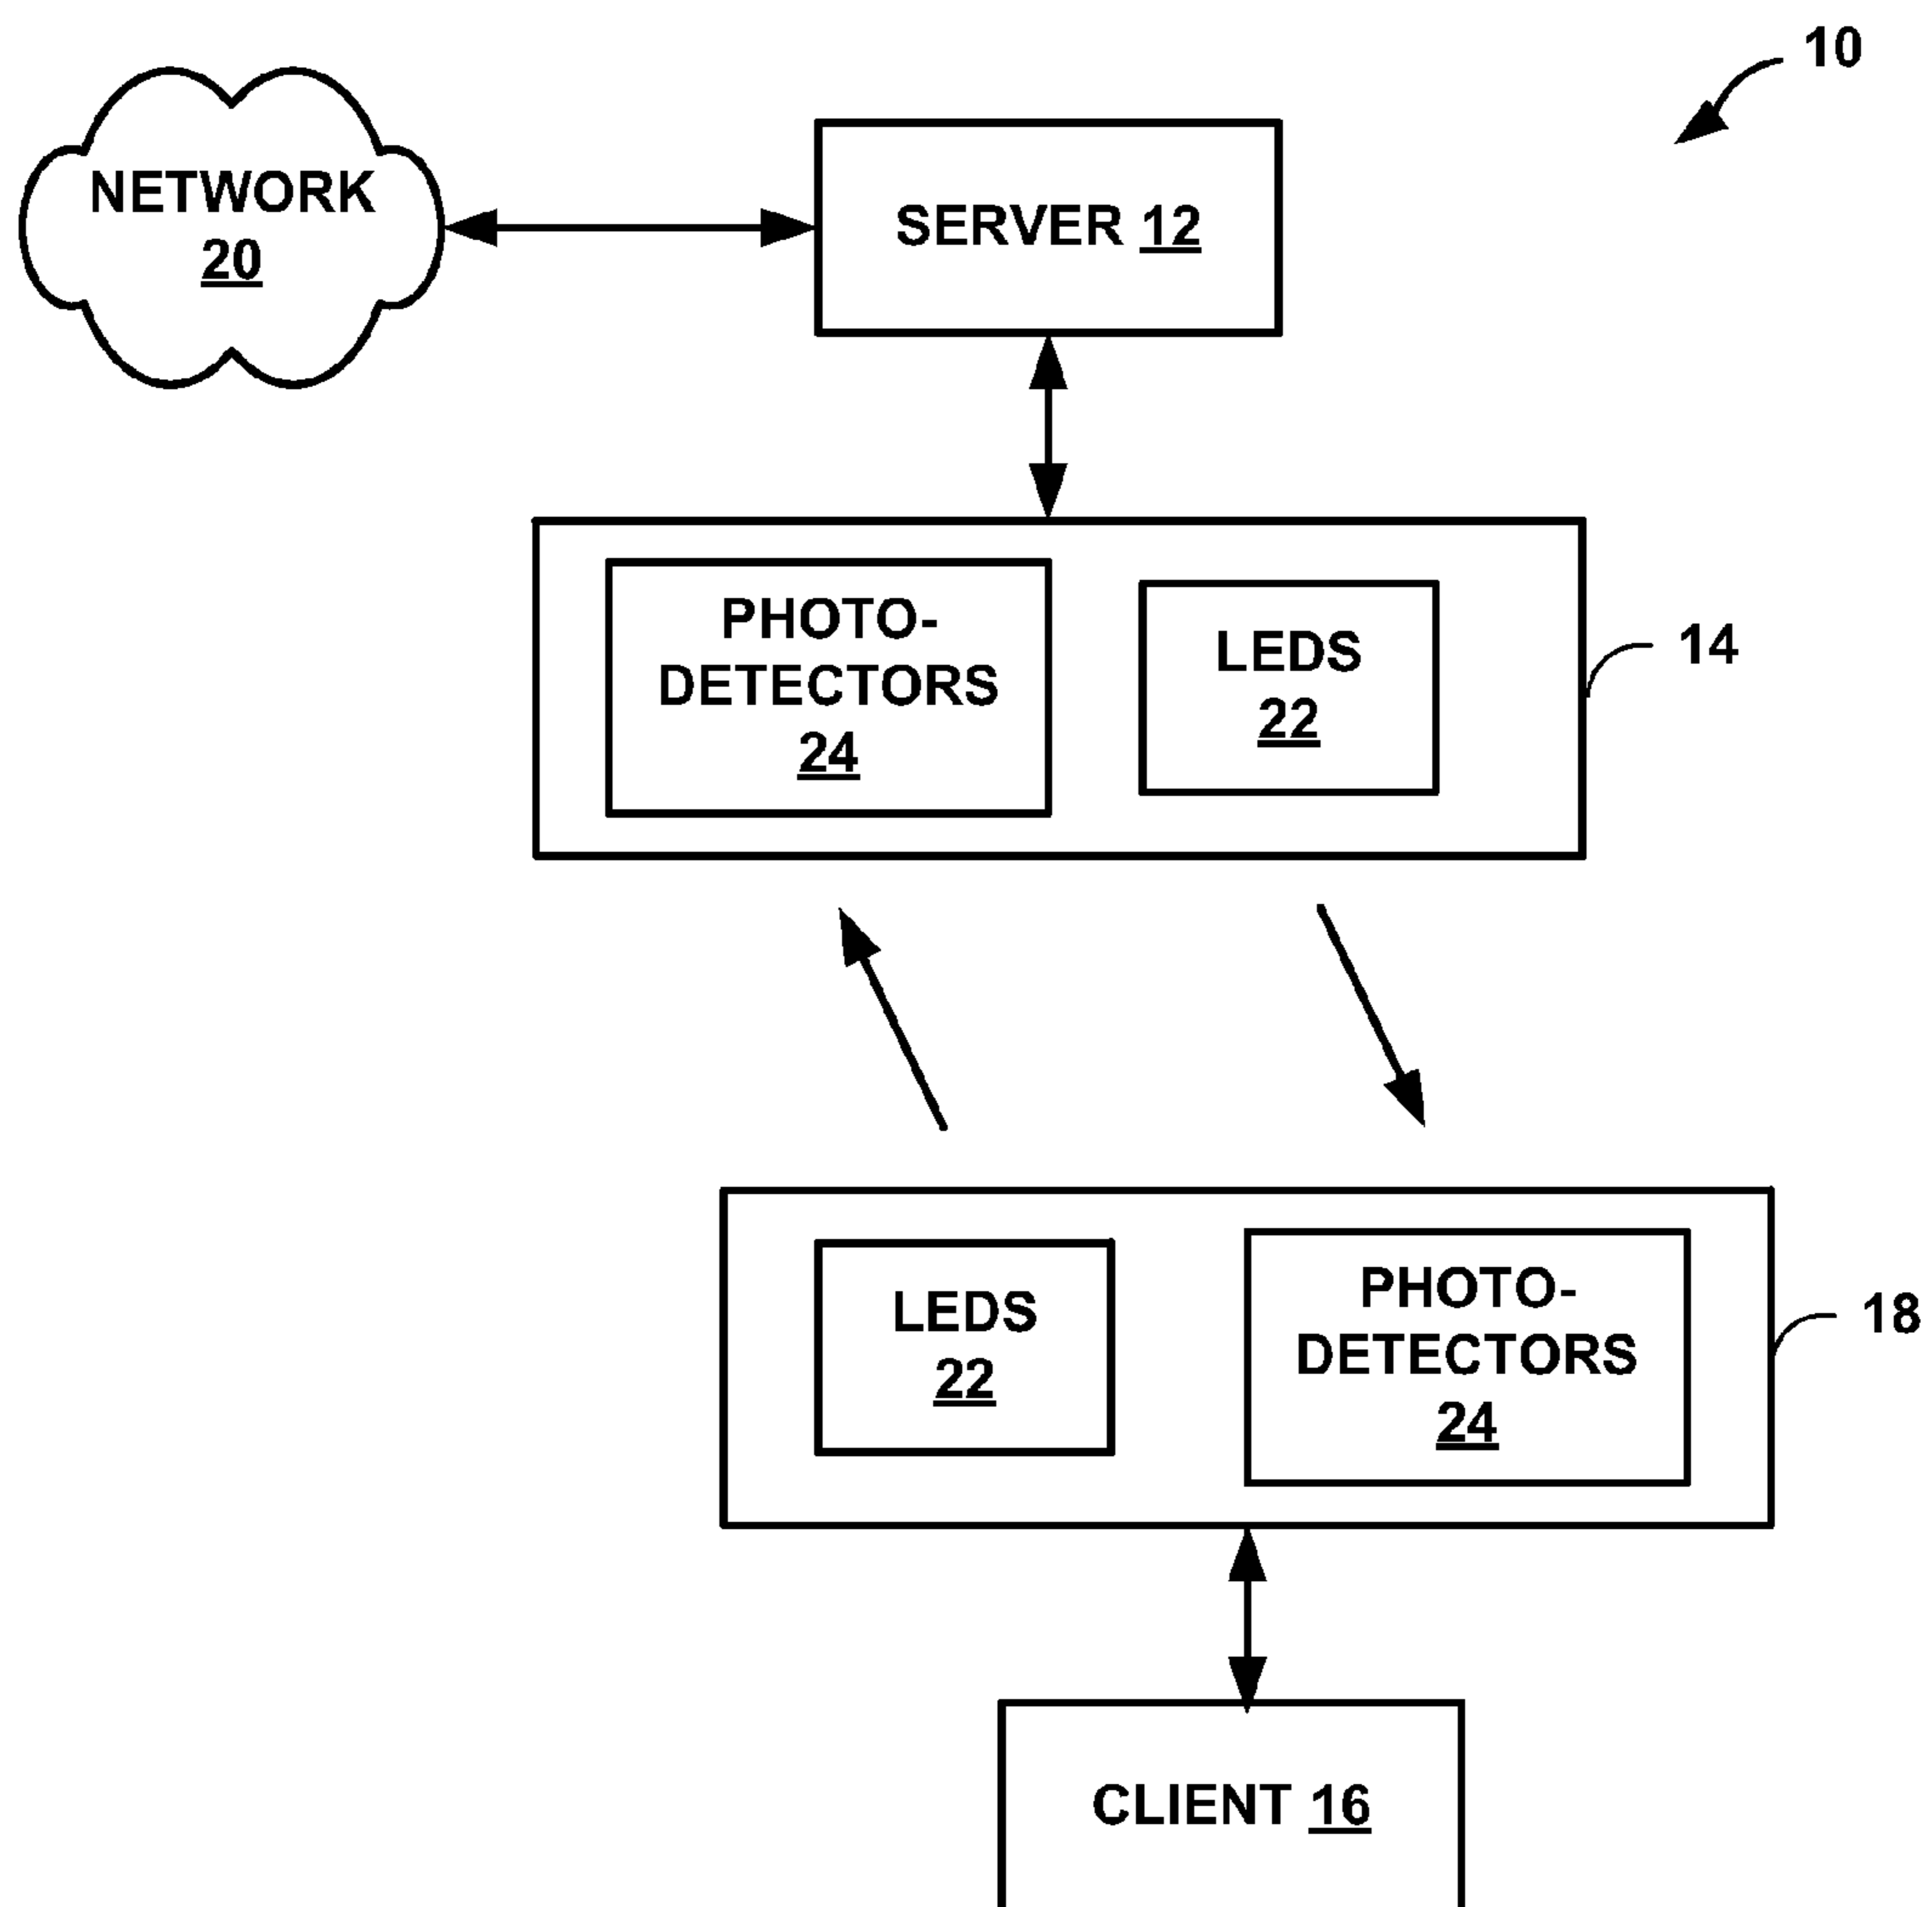 10
NETWORK
20
SERVER 12
PHOTO-
DETECTORS
24
LEDS
22
14
LEDS
22
PHOTO-
DETECTORS
24
18
CLIENT 16